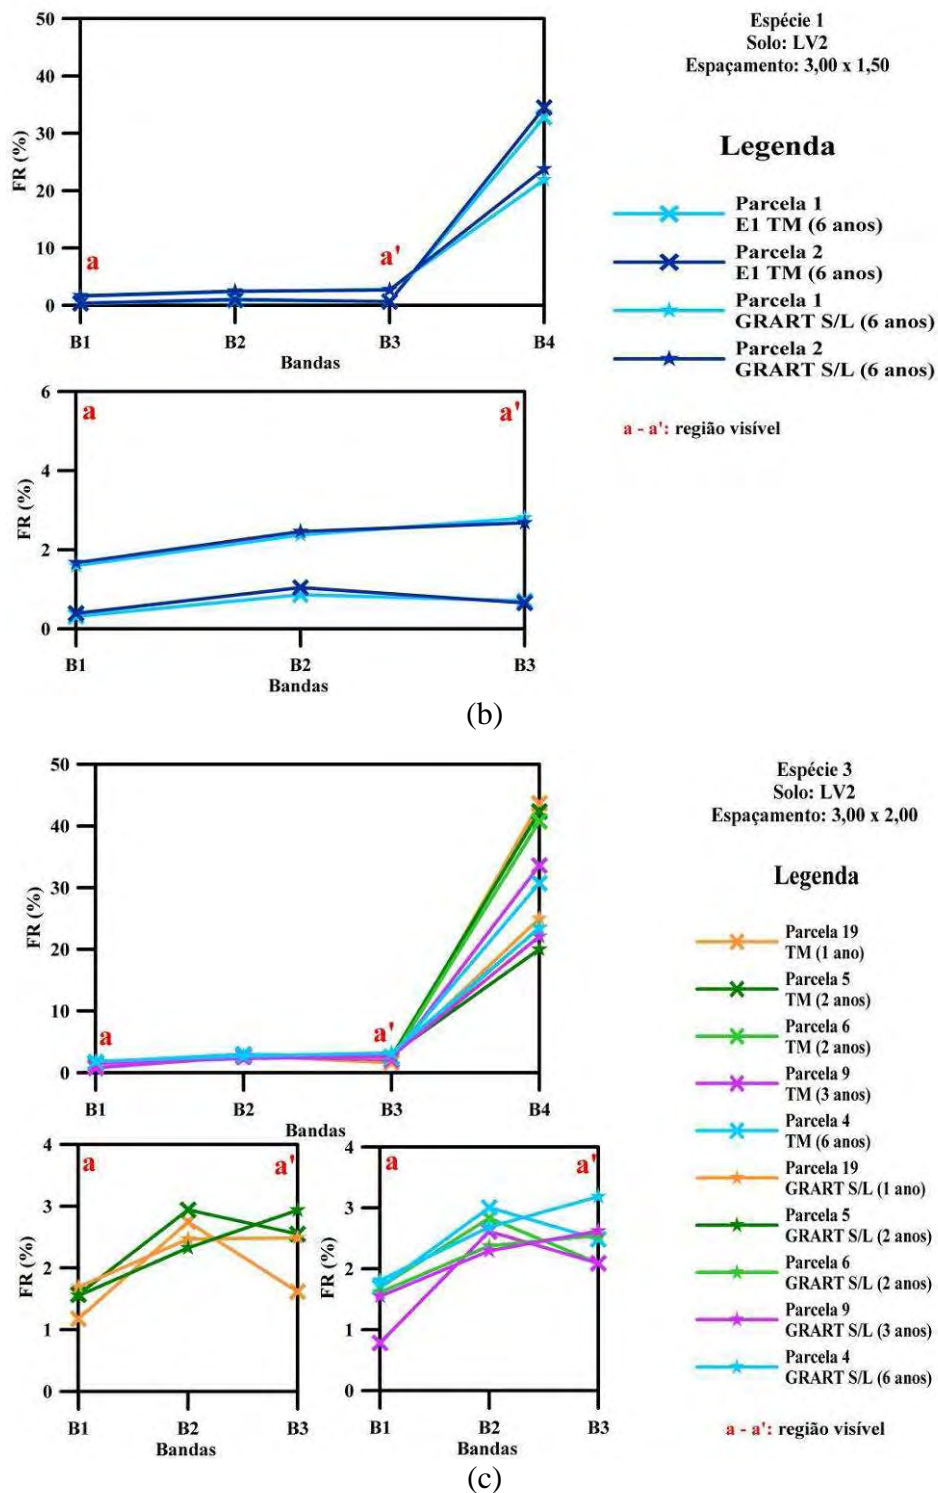 50
40
30
20
10
0
FR (%)
a
a'
B1
B2
B3
B4
Bandas
Espécie 1
Solo: LV2
Espaçamento: 3,00 x 1,50
Legenda
Parcela 1
E1 TM (6 anos)
Parcela 2
E1 TM (6 anos)
Parcela 1
GRART S/L (6 anos)
Parcela 2
GRART S/L (6 anos)
a - a': região visível
6
4
2
0
FR (%)
a
a'
B1
B2
B3
Bandas
(b)
50
40
30
20
10
0
FR (%)
a
a'
B1
B2
B3
B4
Bandas
Espécie 3
Solo: LV2
Espaçamento: 3,00 x 2,00
Legenda
Parcela 19
TM (1 ano)
Parcela 5
TM (2 anos)
Parcela 6
TM (2 anos)
Parcela 9
TM (3 anos)
Parcela 4
TM (6 anos)
Parcela 19
GRART S/L (1 ano)
Parcela 5
GRART S/L (2 anos)
Parcela 6
GRART S/L (2 anos)
Parcela 9
GRART S/L (3 anos)
Parcela 4
GRART S/L (6 anos)
a - a': região visível
4
3
2
1
0
FR (%)
a
a'
B1
B2
B3
Bandas
4
3
2
1
0
FR (%)
a
a'
B1
B2
B3
Bandas
(c)